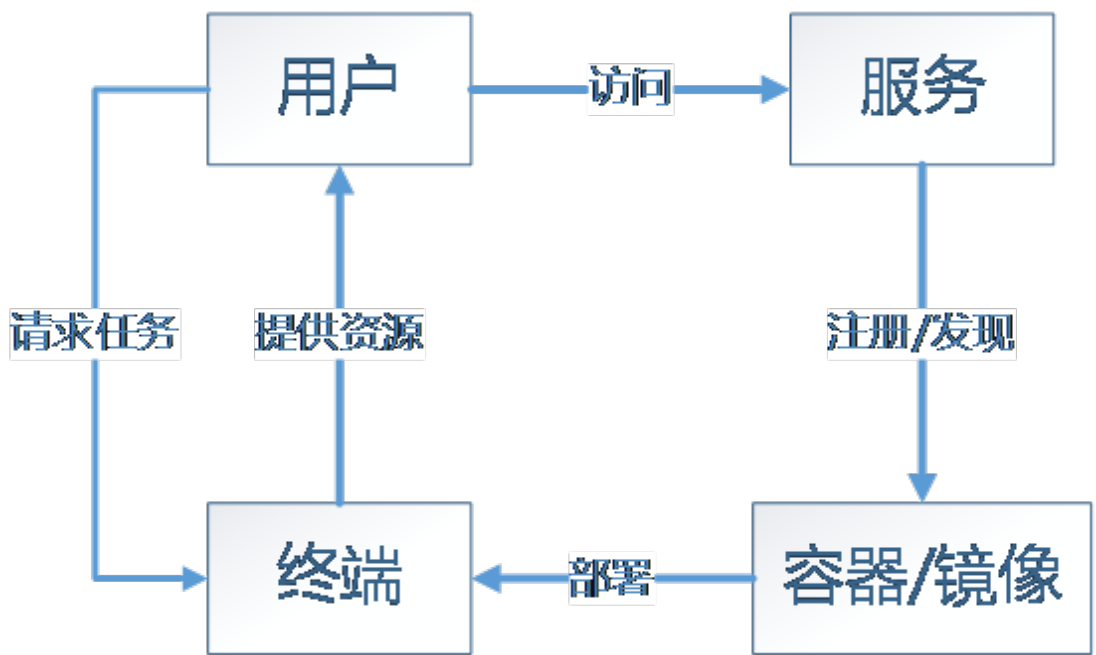 用户
访问
服务
请求任务
提供资源
注册/发现
终端
部署
容器/镜像